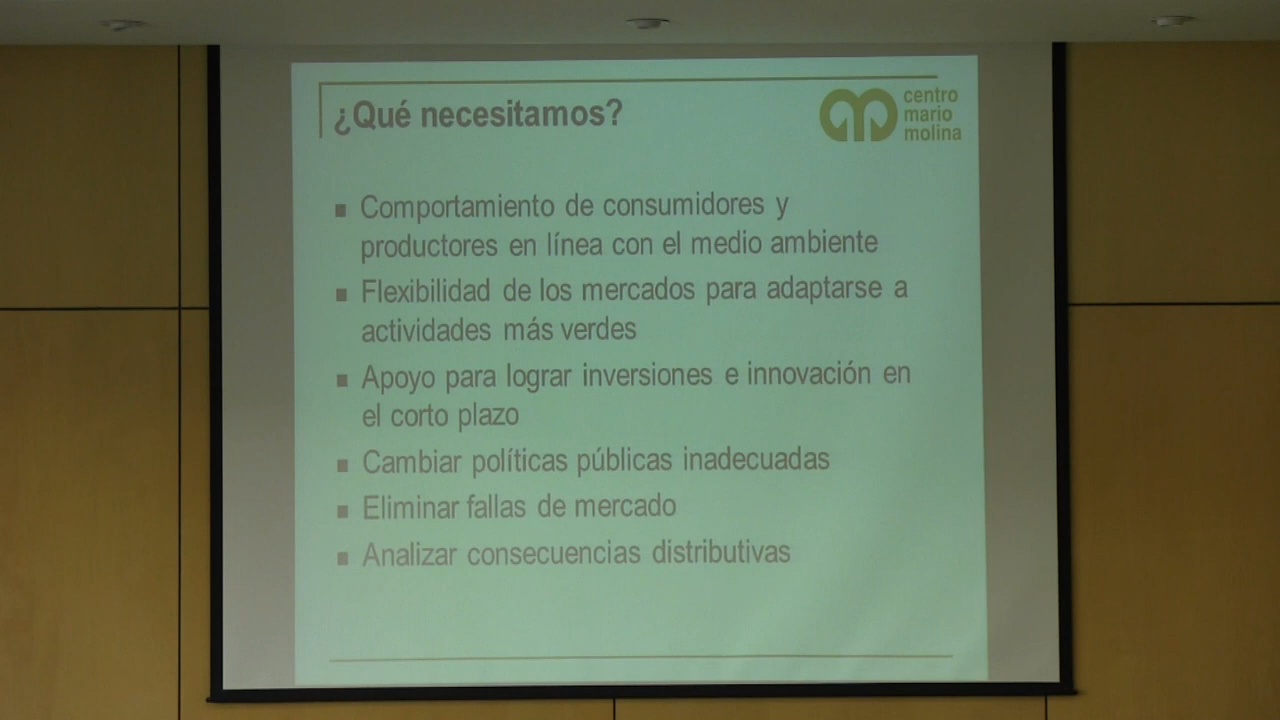 ¿Qué necesitamos?
centro
mario
molina
Comportamiento de consumidores y
productores en línea con el medio ambiente
Flexibilidad de los mercados para adaptarse a
actividades más verdes
Apoyo para lograr inversiones e innovación en
el corto plazo
Cambiar políticas públicas inadecuadas
Eliminar fallas de mercado
Analizar consecuencias distributivas